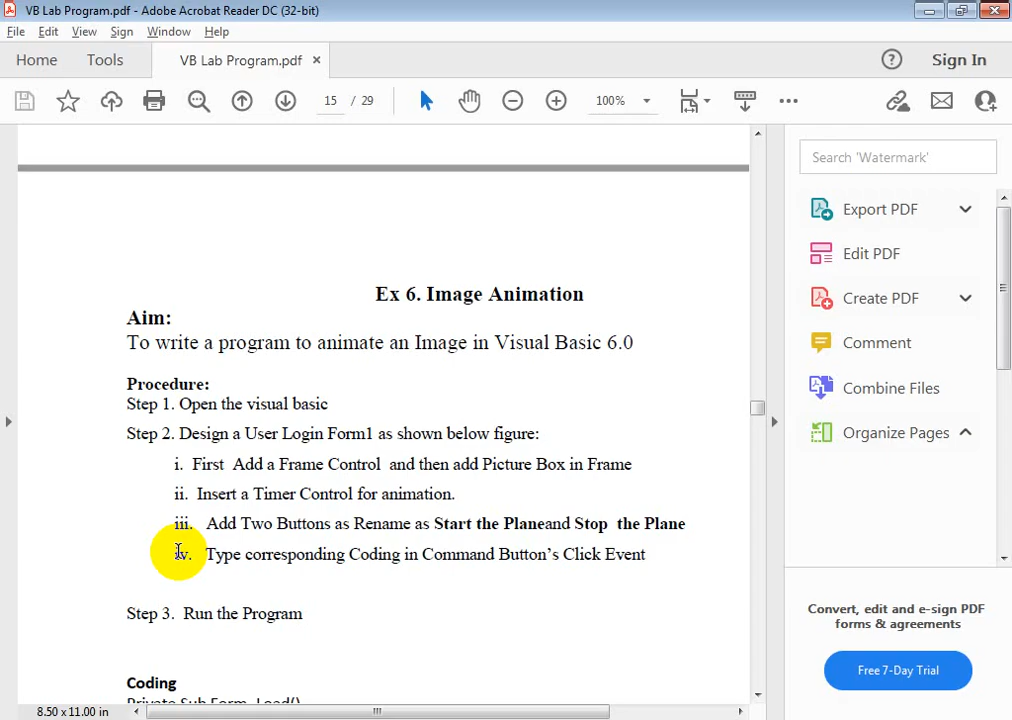 VB Lab Program.pdf - Adobe Acrobat Reader DC (32-bit)
File Edit View Sign Window Help
Home Tools VB Lab Program.pdf × Sign In
15 / 29 100%
Search 'Watermark'
Export PDF
Edit PDF
Create PDF
Comment
Combine Files
Organize Pages
Convert, edit and e-sign PDF
forms & agreements
Free 7-Day Trial
Ex 6. Image Animation
Aim:
To write a program to animate an Image in Visual Basic 6.0
Procedure:
Step 1. Open the visual basic
Step 2. Design a User Login Form1 as shown below figure:
i. First Add a Frame Control and then add Picture Box in Frame
ii. Insert a Timer Control for animation.
iii. Add Two Buttons as Rename as Start the Planeand Stop the Plane
iv. Type corresponding Coding in Command Button's Click Event
Step 3. Run the Program
Coding
Private Sub Form_Load()
8.50 x 11.00 in